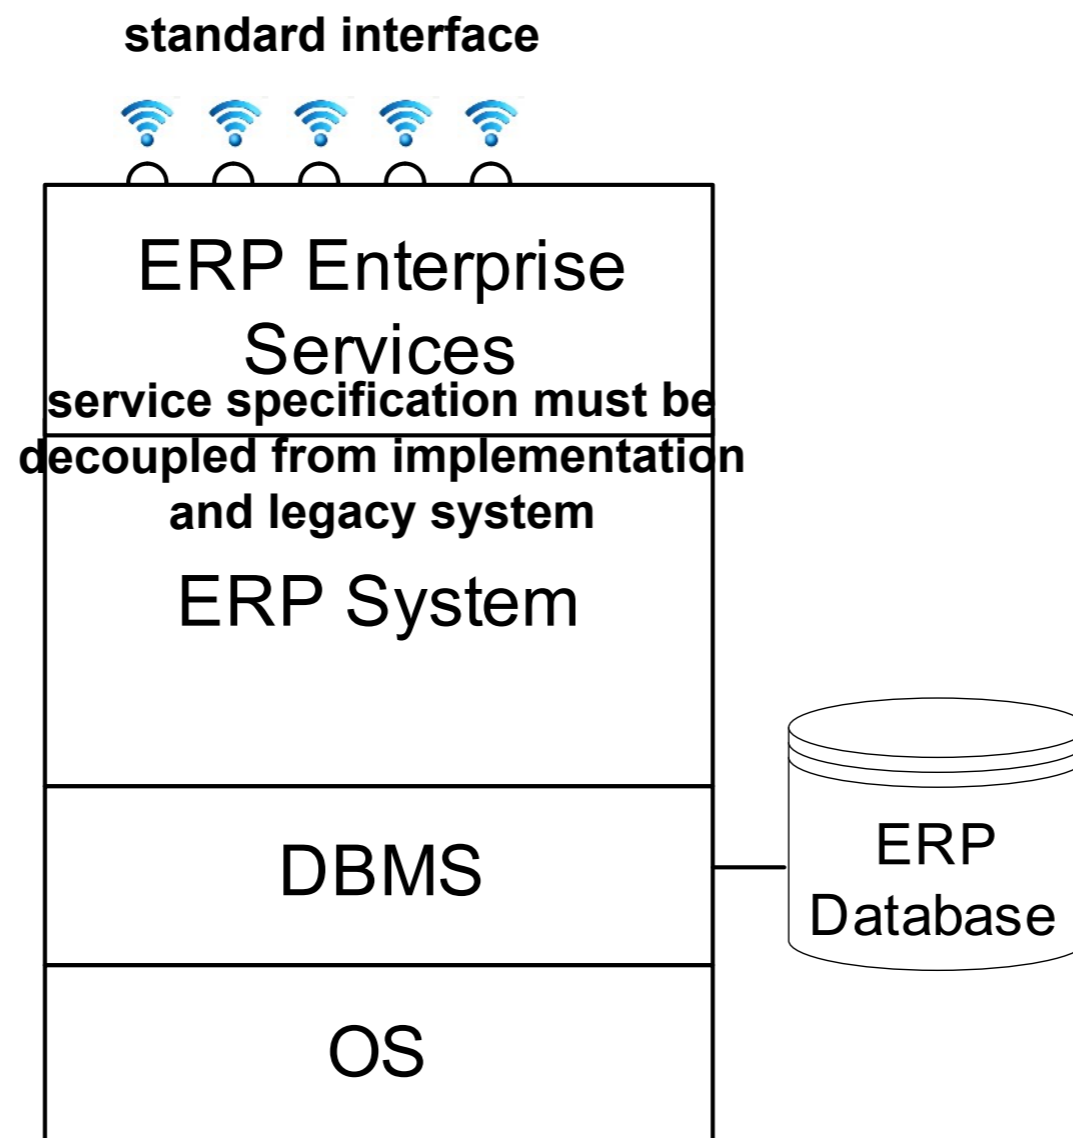 standard interface
ERP Enterprise
Services
service specification must be
decoupled from implementation
and legacy system
ERP System
DBMS
ERP
Database
OS